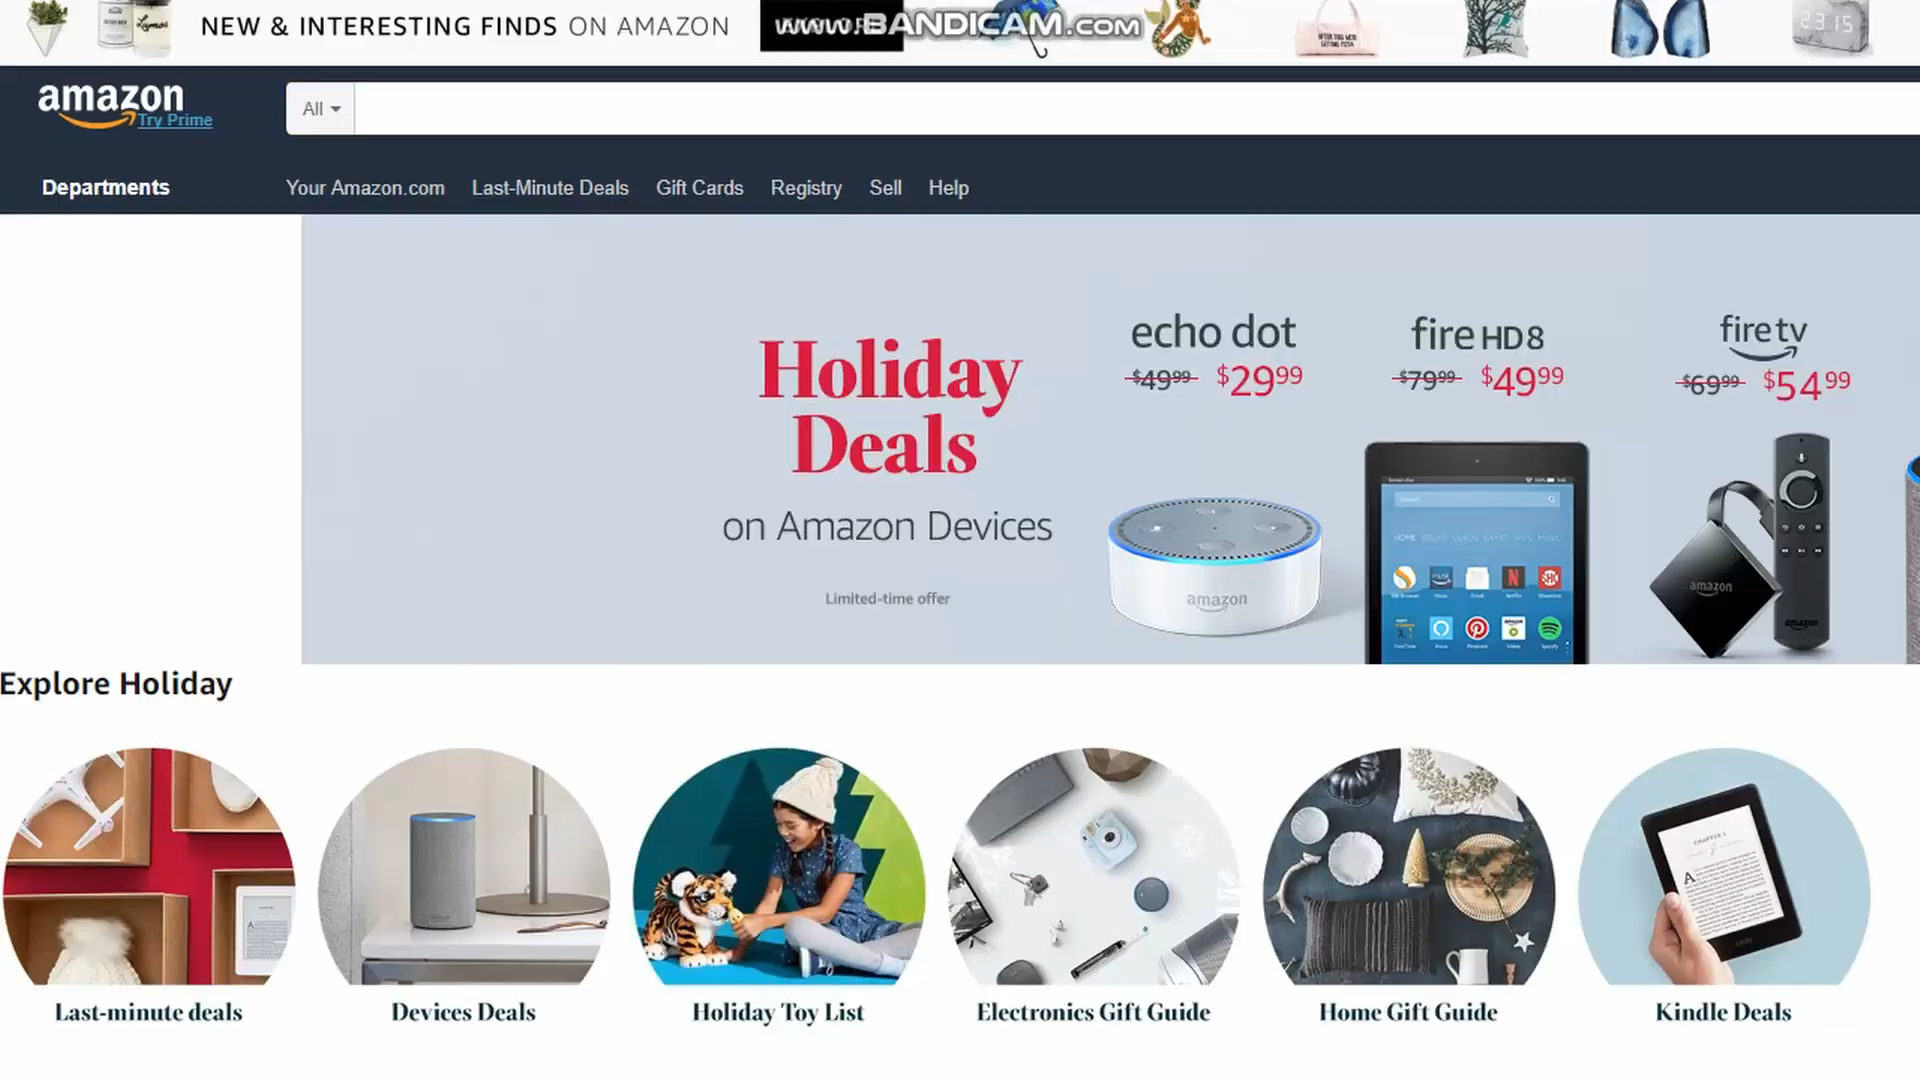 NEW & INTERESTING FINDS ON AMAZON
www.BANDICAM.com
23:15
amazon
Try Prime
All
Departments
Your Amazon.com
Last-Minute Deals
Gift Cards
Registry
Sell
Help
Holiday
Deals
on Amazon Devices
Limited-time offer
echo dot
$49.99 $29.99
fire HD 8
$79.99 $49.99
fire tv
$69.99 $54.99
amazon
amazon
Explore Holiday
Last-minute deals
Devices Deals
Holiday Toy List
Electronics Gift Guide
Home Gift Guide
Kindle Deals